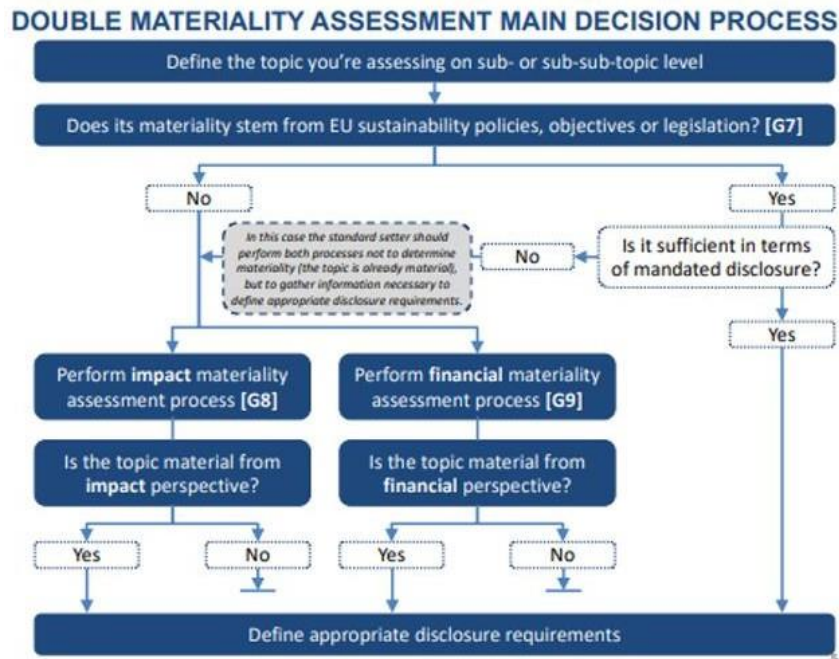 DOUBLE MATERIALITY ASSESSMENT MAIN DECISION PROCESS
Define the topic you're assessing on sub- or sub-sub-topic level
Does its materiality stem from EU sustainability policies, objectives or legislation? [G7]
No
Yes
In this case the standard setter should
perform both processes not to determine
materiality (the topic is already material),
but to gather information necessary to
define appropriate disclosure requirements.
No
Is it sufficient in terms
of mandated disclosure?
Yes
Perform impact materiality
assessment process [G8]
Perform financial materiality
assessment process [G9]
Is the topic material from
impact perspective?
Is the topic material from
financial perspective?
Yes
No
Yes
No
Define appropriate disclosure requirements